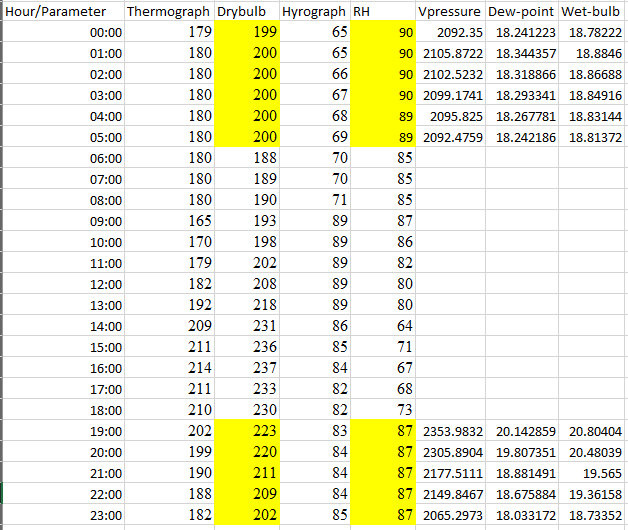 Hour/Parameter Thermograph Drybulb Hyrograph RH Vpressure Dew-point Wet-bulb
00:00 179 199 65 90 2092.35 18.241223 18.78222
01:00 180 200 65 90 2105.8722 18.344357 18.8846
02:00 180 200 66 90 2102.5232 18.318866 18.86688
03:00 180 200 67 90 2099.1741 18.293341 18.84916
04:00 180 200 68 89 2095.825 18.267781 18.83144
05:00 180 200 69 89 2092.4759 18.242186 18.81372
06:00 180 188 70 85
07:00 180 189 70 85
08:00 180 190 71 85
09:00 165 193 89 87
10:00 170 198 89 86
11:00 179 202 89 82
12:00 182 208 89 80
13:00 192 218 89 80
14:00 209 231 86 64
15:00 211 236 85 71
16:00 214 237 84 67
17:00 211 233 82 68
18:00 210 230 82 73
19:00 202 223 83 87 2353.9832 20.142859 20.80404
20:00 199 220 84 87 2305.8904 19.807351 20.48039
21:00 190 211 84 87 2177.5111 18.881491 19.565
22:00 188 209 84 87 2149.8467 18.675884 19.36158
23:00 182 202 85 87 2065.2973 18.033172 18.73352